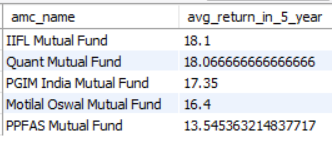 amc_name avg_return_in_5_year
IIFL Mutual Fund 18.1
Quant Mutual Fund 18.066666666666666
PGIM India Mutual Fund 17.35
Motilal Oswal Mutual Fund 16.4
PPFAS Mutual Fund 13.545363214837717